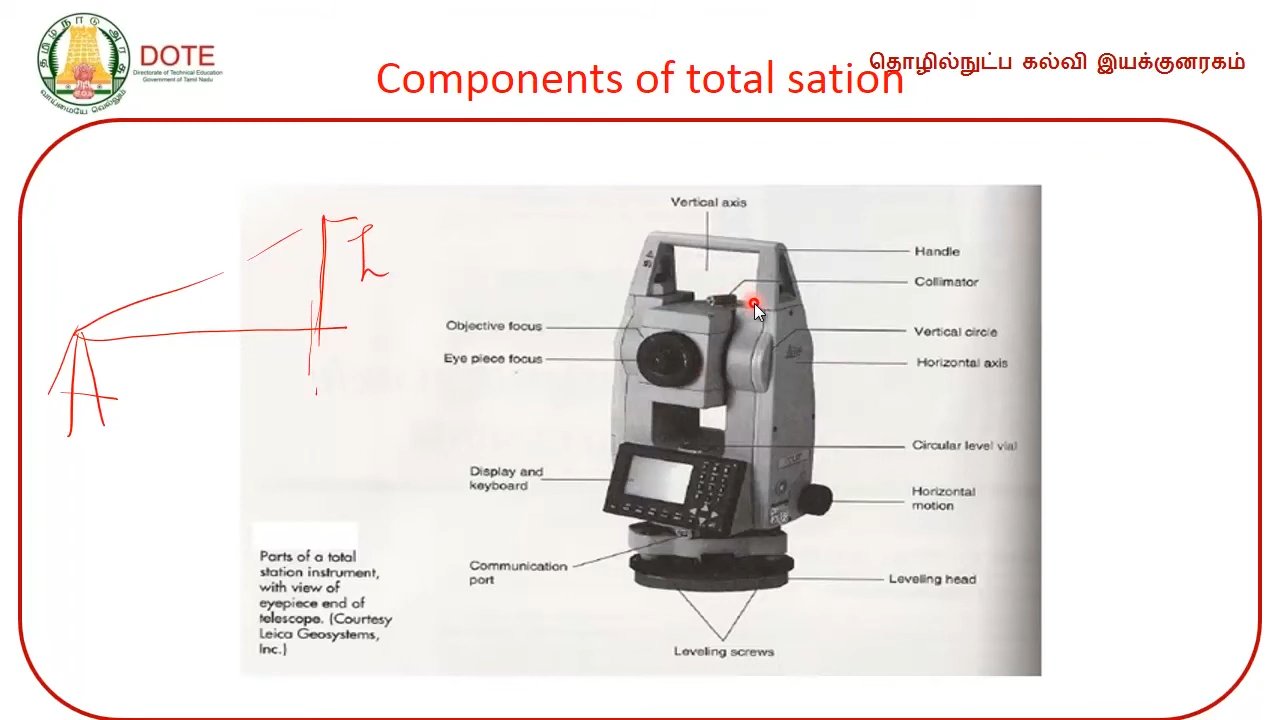 தமிழ்நாடு அரசு
வாய்மையே வெல்லும்
DOTE
Directorate of Technical Education
Government of Tamil Nadu
தொழில்நுட்ப கல்வி இயக்குனரகம்
Components of total sation
Vertical axis
Handle
Collimator
Objective focus
Vertical circle
Eye piece focus
Horizontal axis
Circular level vial
Display and
keyboard
Horizontal
motion
Communication
port
Leveling head
Leveling screws
Parts of a total
station instrument,
with view of
eyepiece end of
telescope. (Courtesy
Leica Geosystems,
Inc.)
A
h